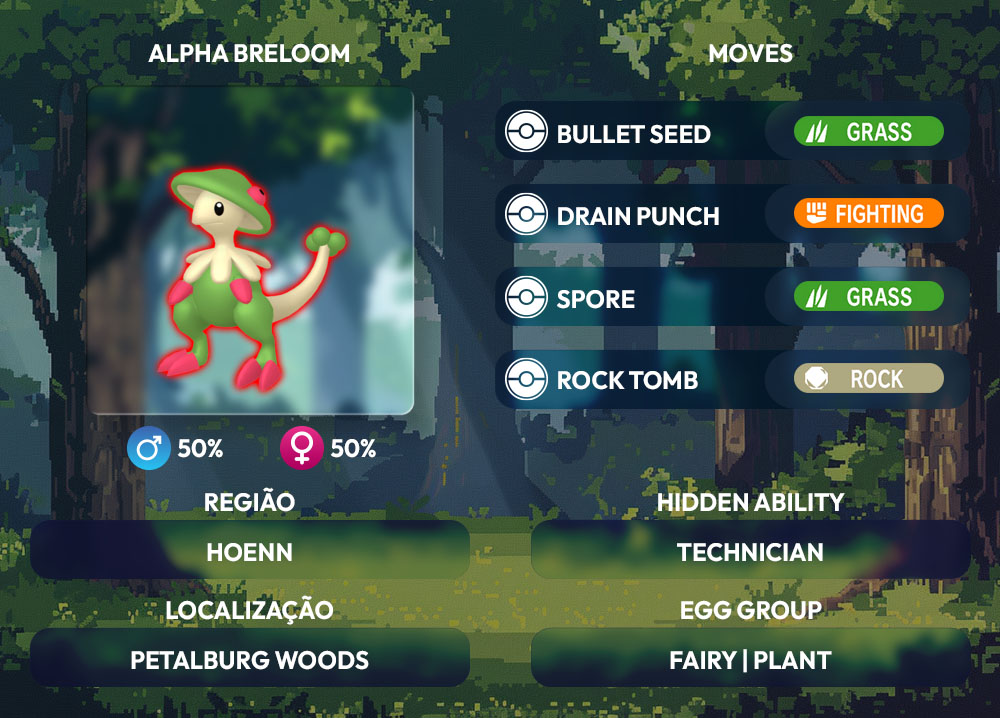 ALPHA BRELOOM
50%
50%
REGIÃO
HOENN
LOCALIZAÇÃO
PETALBURG WOODS
MOVES
BULLET SEED GRASS
DRAIN PUNCH FIGHTING
SPORE GRASS
ROCK TOMB ROCK
HIDDEN ABILITY
TECHNICIAN
EGG GROUP
FAIRY | PLANT